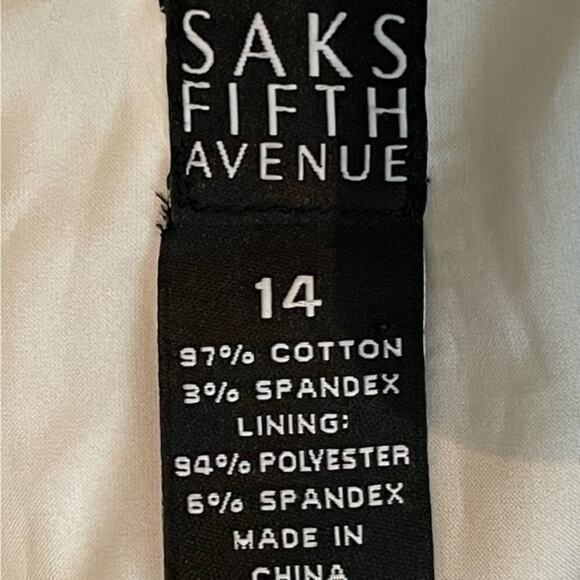 SAKS
FIFTH
AVENUE
14
97% COTTON
3% SPANDEX
LINING:
94% POLYESTER
6% SPANDEX
MADE IN
CHINA